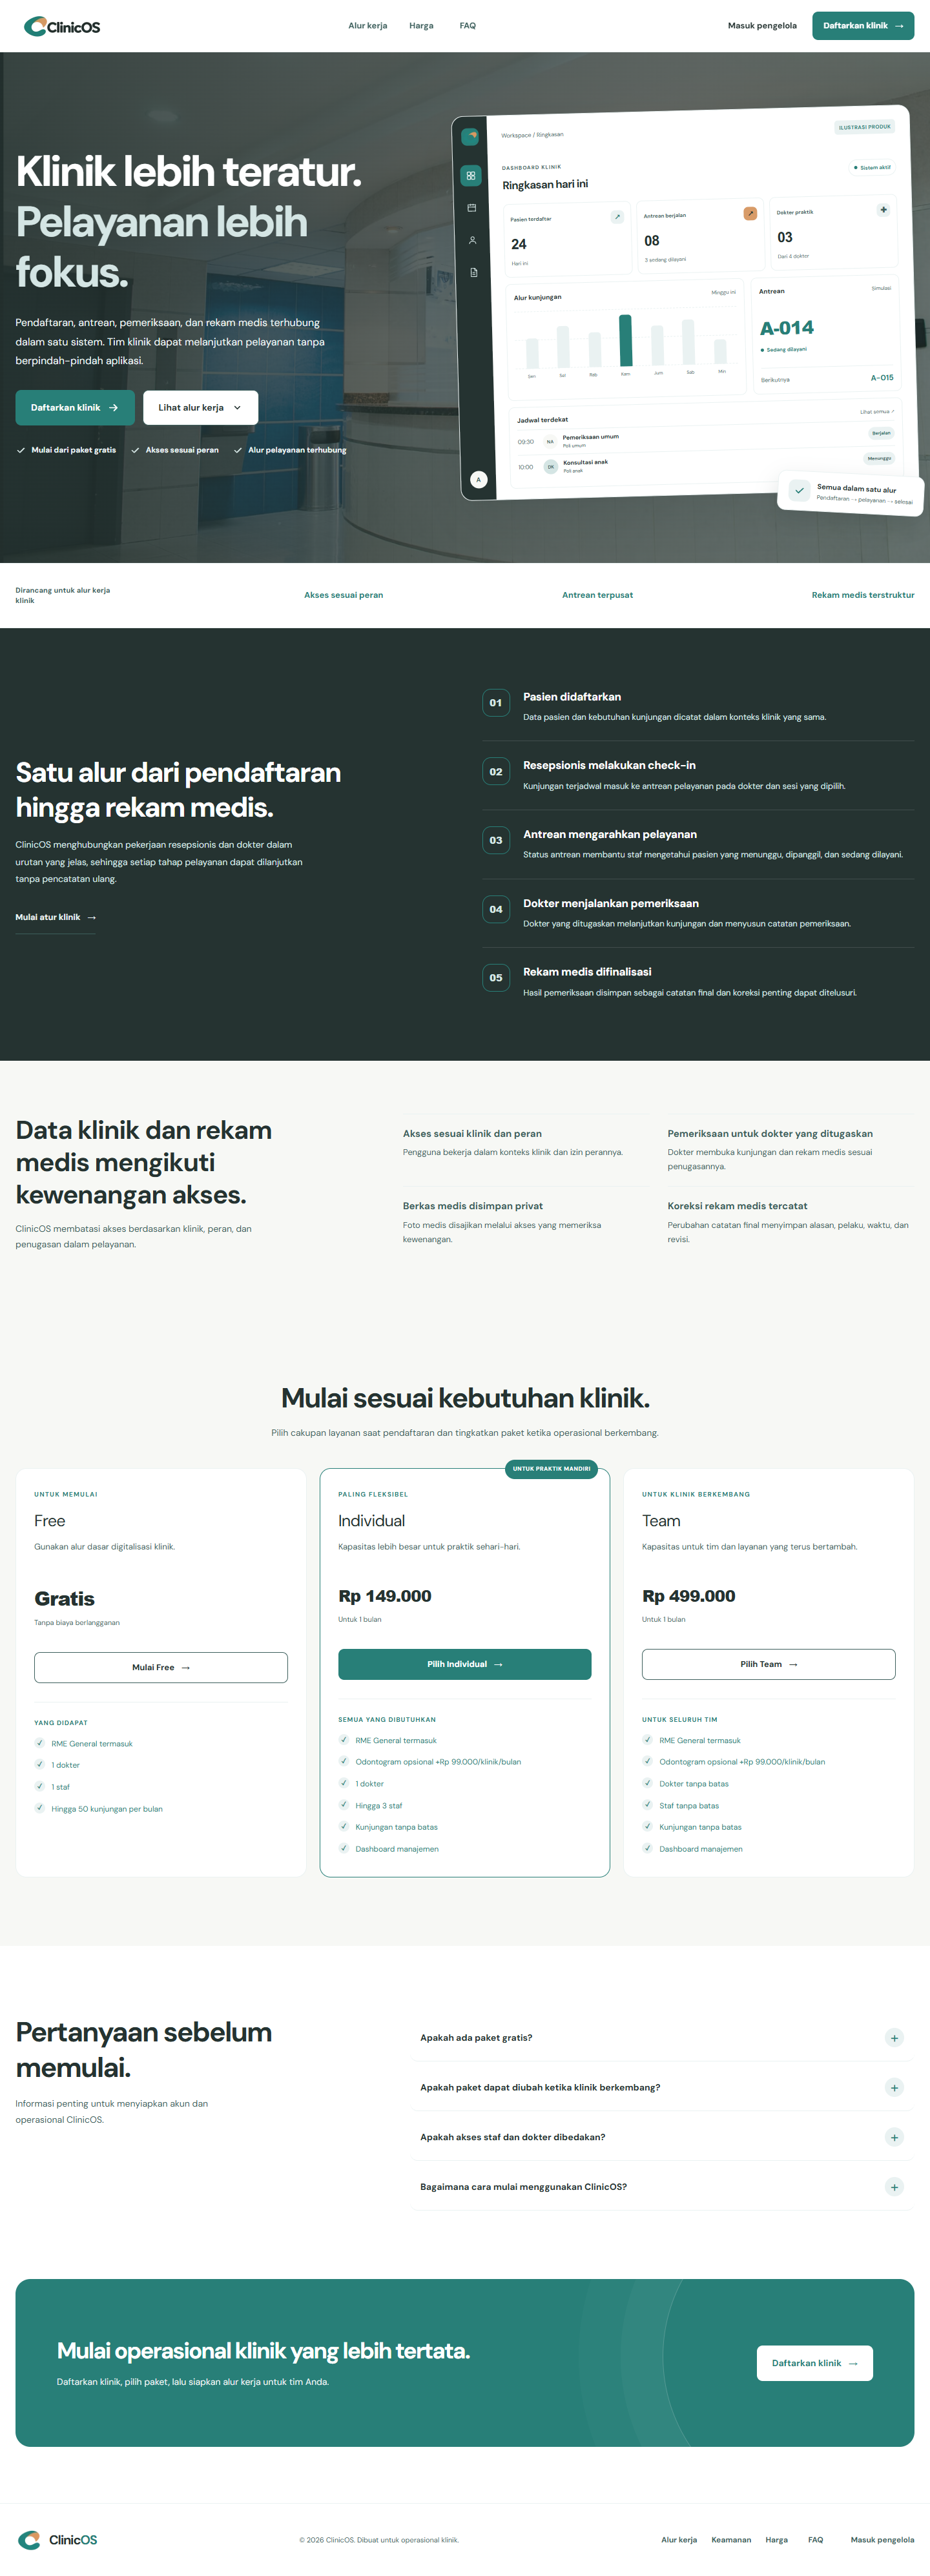 ClinicOS
Alur kerja
Harga
FAQ
Masuk pengelola
Daftarkan klinik →
Klinik lebih teratur.
Pelayanan lebih
fokus.
Pendaftaran, antrean, pemeriksaan, dan rekam medis terhubung
dalam satu sistem. Tim klinik dapat melanjutkan pelayanan tanpa
berpindah-pindah aplikasi.
Daftarkan klinik →
Lihat alur kerja
Mulai dari paket gratis
Akses sesuai peran
Alur pelayanan terhubung
Workspace / Ringkasan
ILUSTRASI PRODUK
DASHBOARD KLINIK
Ringkasan hari ini
Sistem aktif
Pasien terdaftar
24
Hari ini
Antrean berjalan
08
3 sedang dilayani
Dokter praktik
03
Dari 4 dokter
Alur kunjungan
Minggu ini
Sen
Sel
Rab
Kam
Jum
Sab
Min
Antrean
Simulasi
A-014
Sedang dilayani
Berikutnya
A-015
Jadwal terdekat
Lihat semua
09:30
NA
Pemeriksaan umum
Poli umum
Berjalan
10:00
DK
Konsultasi anak
Poli anak
Menunggu
A
Semua dalam satu alur
Pendaftaran → pelayanan → selesai
Dirancang untuk alur kerja
klinik
Akses sesuai peran
Antrean terpusat
Rekam medis terstruktur
Satu alur dari pendaftaran
hingga rekam medis.
ClinicOS menghubungkan pekerjaan resepsionis dan dokter dalam
urutan yang jelas, sehingga setiap tahap pelayanan dapat dilanjutkan
tanpa pencatatan ulang.
Mulai atur klinik →
01
Pasien didaftarkan
Data pasien dan kebutuhan kunjungan dicatat dalam konteks klinik yang sama.
02
Resepsionis melakukan check-in
Kunjungan terjadwal masuk ke antrean pelayanan pada dokter dan sesi yang dipilih.
03
Antrean mengarahkan pelayanan
Status antrean membantu staf mengetahui pasien yang menunggu, dipanggil, dan sedang dilayani.
04
Dokter menjalankan pemeriksaan
Dokter yang ditugaskan melanjutkan kunjungan dan menyusun catatan pemeriksaan.
05
Rekam medis difinalisasi
Hasil pemeriksaan disimpan sebagai catatan final dan koreksi penting dapat ditelusuri.
Data klinik dan rekam
medis mengikuti
kewenangan akses.
ClinicOS membatasi akses berdasarkan klinik, peran, dan
penugasan dalam pelayanan.
Akses sesuai klinik dan peran
Pengguna bekerja dalam konteks klinik dan izin perannya.
Pemeriksaan untuk dokter yang ditugaskan
Dokter membuka kunjungan dan rekam medis sesuai
penugasannya.
Berkas medis disimpan privat
Foto medis disajikan melalui akses yang memeriksa
kewenangan.
Koreksi rekam medis tercatat
Perubahan catatan final menyimpan alasan, pelaku, waktu, dan
revisi.
Mulai sesuai kebutuhan klinik.
Pilih cakupan layanan saat pendaftaran dan tingkatkan paket ketika operasional berkembang.
UNTUK MEMULAI
Free
Gunakan alur dasar digitalisasi klinik.
Gratis
Tanpa biaya berlangganan
Mulai Free →
YANG DIDAPAT
RME General termasuk
1 dokter
1 staf
Hingga 50 kunjungan per bulan
UNTUK PRAKTIK MANDIRI
PALING FLEKSIBEL
Individual
Kapasitas lebih besar untuk praktik sehari-hari.
Rp 149.000
Untuk 1 bulan
Pilih Individual →
SEMUA YANG DIBUTUHKAN
RME General termasuk
Odontogram opsional +Rp 99.000/klinik/bulan
1 dokter
Hingga 3 staf
Kunjungan tanpa batas
Dashboard manajemen
UNTUK KLINIK BERKEMBANG
Team
Kapasitas untuk tim dan layanan yang terus bertambah.
Rp 499.000
Untuk 1 bulan
Pilih Team →
UNTUK SELURUH TIM
RME General termasuk
Odontogram opsional +Rp 99.000/klinik/bulan
Dokter tanpa batas
Staf tanpa batas
Kunjungan tanpa batas
Dashboard manajemen
Pertanyaan sebelum
memulai.
Informasi penting untuk menyiapkan akun dan
operasional ClinicOS.
Apakah ada paket gratis?
Apakah paket dapat diubah ketika klinik berkembang?
Apakah akses staf dan dokter dibedakan?
Bagaimana cara mulai menggunakan ClinicOS?
Mulai operasional klinik yang lebih tertata.
Daftarkan klinik, pilih paket, lalu siapkan alur kerja untuk tim Anda.
Daftarkan klinik →
ClinicOS
© 2026 ClinicOS. Dibuat untuk operasional klinik.
Alur kerja
Keamanan
Harga
FAQ
Masuk pengelola